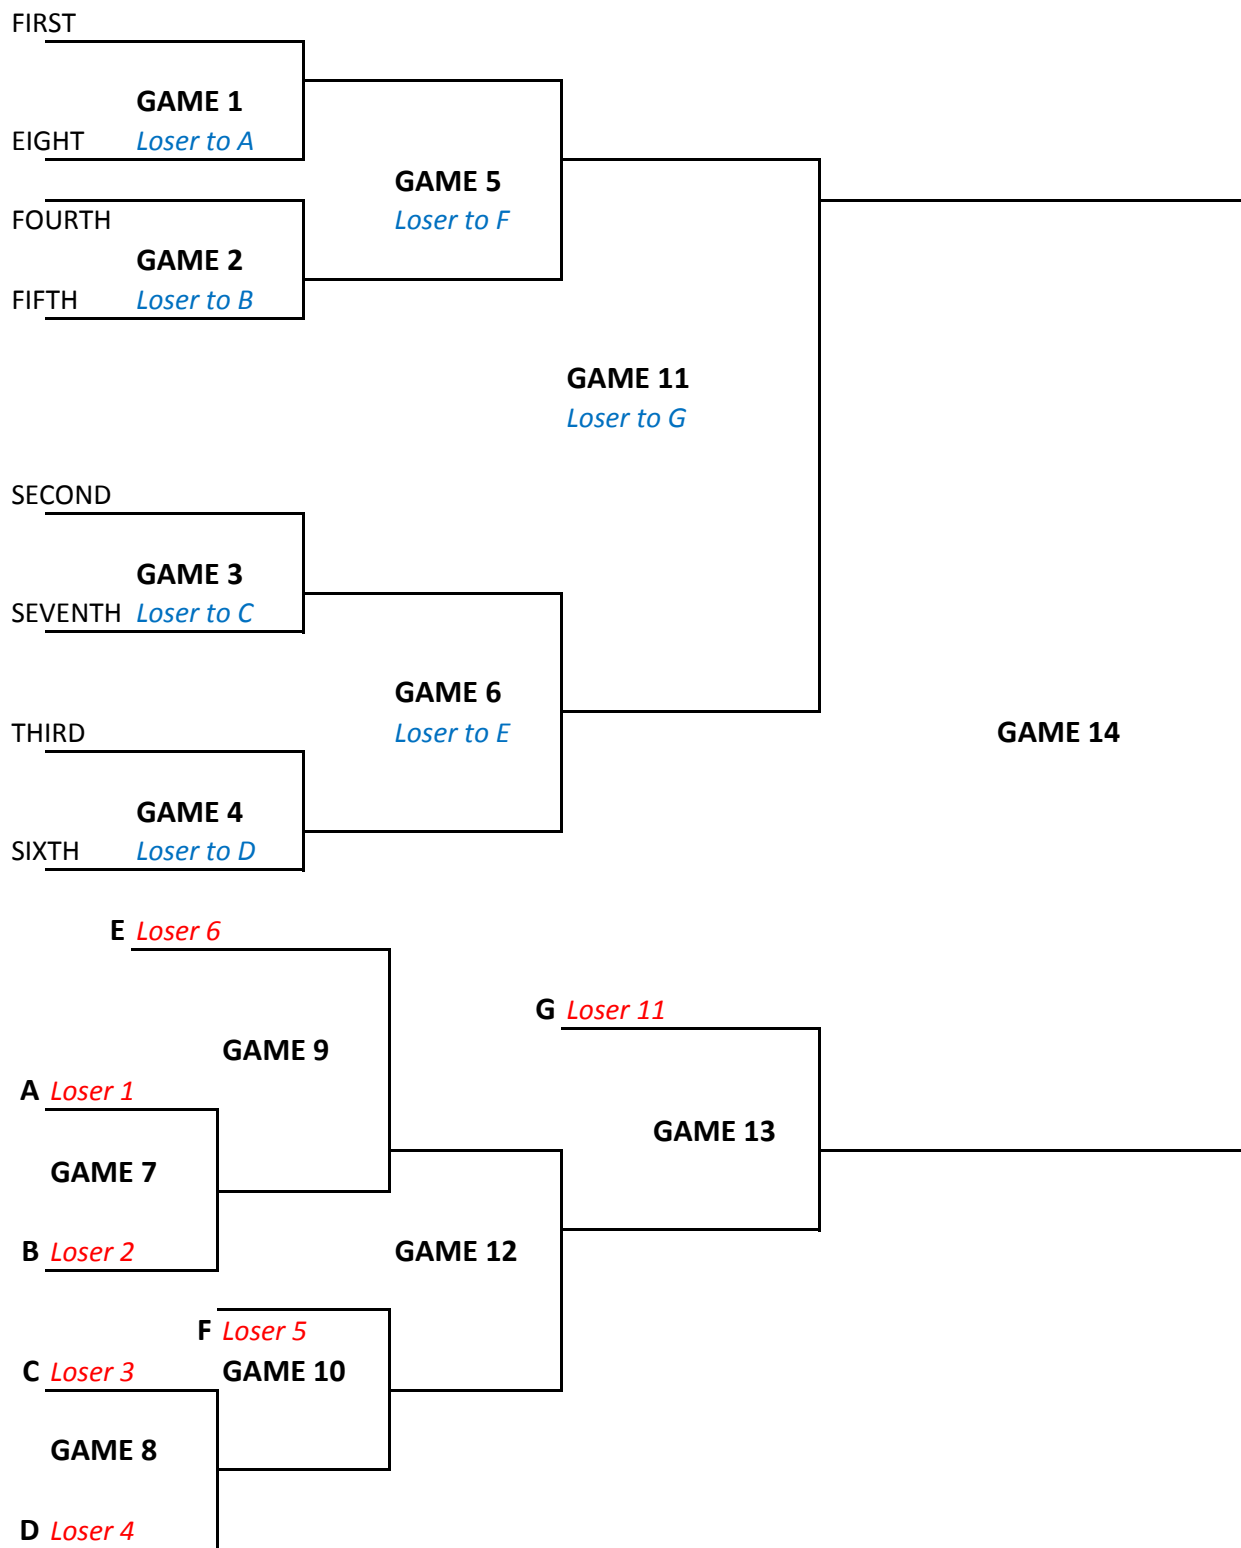 FIRST
GAME 1
EIGHT Loser to A
GAME 5
FOURTH Loser to F
GAME 2
FIFTH Loser to B
GAME 11
Loser to G
SECOND
GAME 3
SEVENTH Loser to C
GAME 6
THIRD Loser to E GAME 14
GAME 4
SIXTH Loser to D
E Loser 6
G Loser 11
GAME 9
A Loser 1
GAME 13
GAME 7
B Loser 2 GAME 12
F Loser 5
C Loser 3 GAME 10
GAME 8
D Loser 4